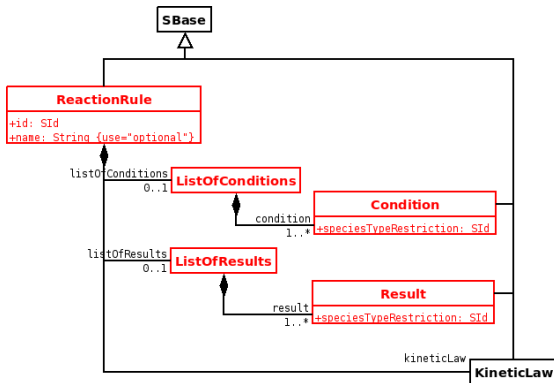 SBase
ReactionRule
+id: SId
+name: String {use="optional"}
listOfConditions
0..1
ListOfConditions
condition
1..*
Condition
+speciesTypeRestriction: SId
listOfResults
0..1
ListOfResults
result
1..*
Result
+speciesTypeRestriction: SId
kineticLaw
KineticLaw